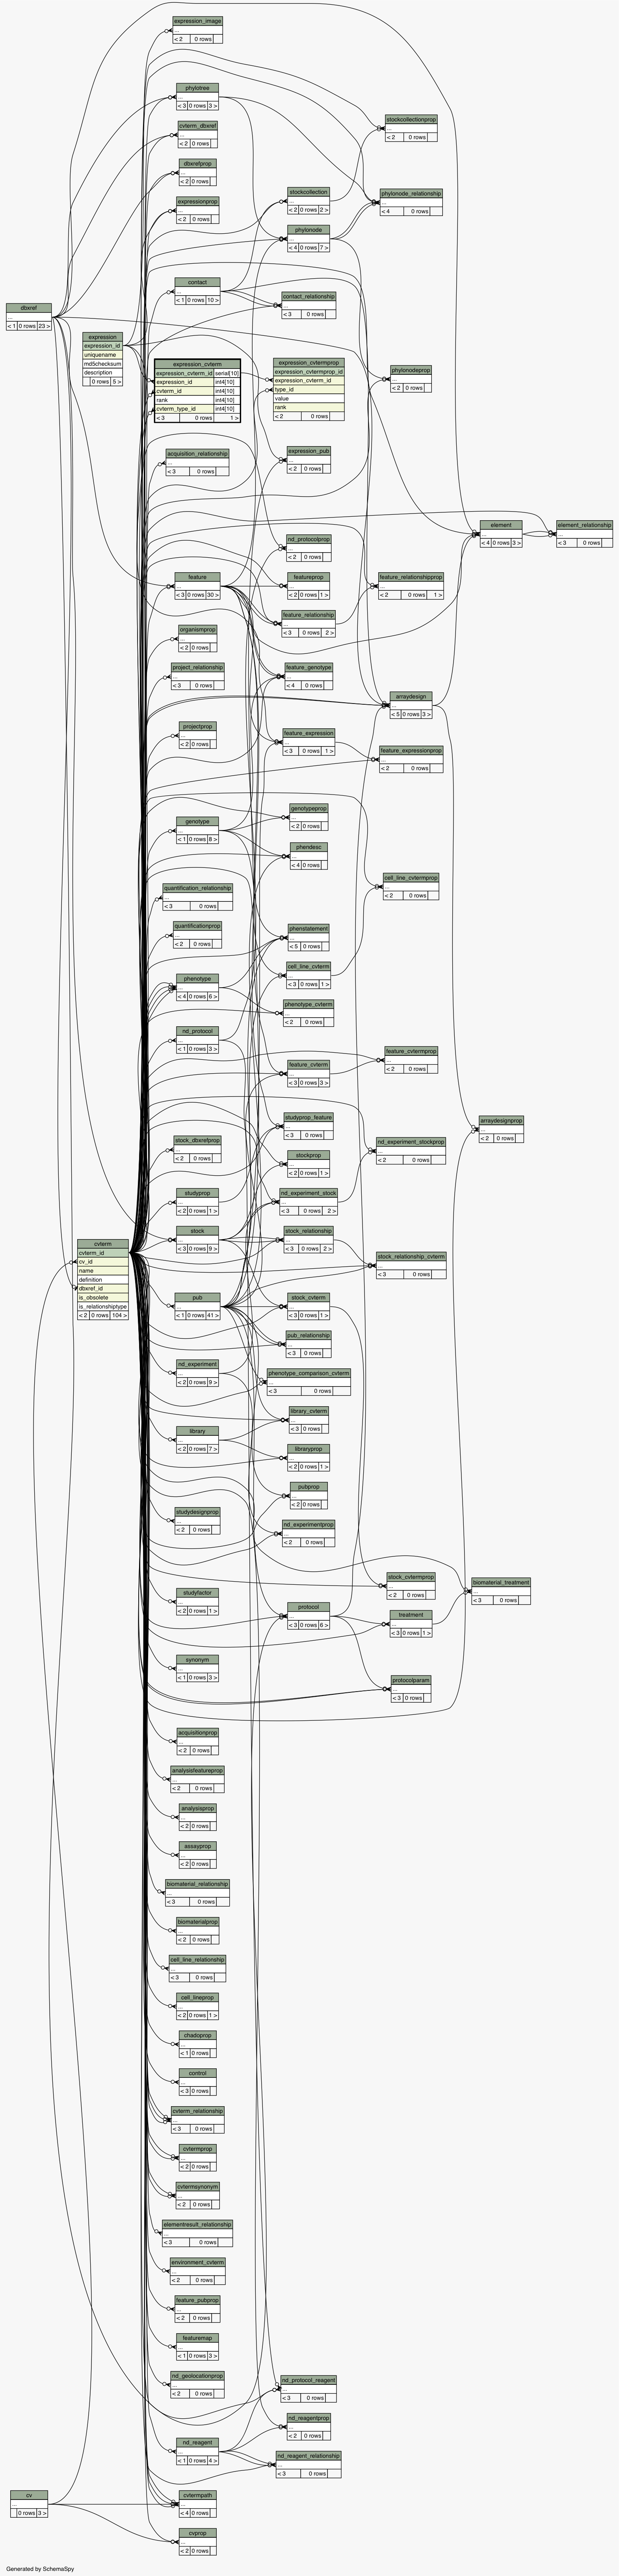 expression_image
...
< 2 0 rows
phylotree
...
< 3 0 rows 3 >
cvterm_dbxref
...
< 2 0 rows
stockcollectionprop
...
< 2 0 rows
dbxrefprop
...
< 2 0 rows
expressionprop
...
< 2 0 rows
stockcollection
...
< 2 0 rows 2 >
phylonode_relationship
...
< 4 0 rows
phylonode
...
< 4 0 rows 7 >
contact
...
< 1 0 rows 10 >
contact_relationship
...
< 3 0 rows
dbxref
...
< 1 0 rows 23 >
expression
expression_id
uniquename
md5checksum
description
0 rows 5 >
expression_cvterm
expression_cvterm_id serial[10]
expression_id int4[10]
cvterm_id int4[10]
rank int4[10]
cvterm_type_id int4[10]
< 3 0 rows 1 >
expression_cvtermprop
expression_cvtermprop_id
expression_cvterm_id
type_id
value
rank
< 2 0 rows
phylonodeprop
...
< 2 0 rows
acquisition_relationship
...
< 3 0 rows
expression_pub
...
< 2 0 rows
element
...
< 4 0 rows 3 >
element_relationship
...
< 3 0 rows
nd_protocolprop
...
< 2 0 rows
feature
...
< 3 0 rows 30 >
featureprop
...
< 2 0 rows 1 >
feature_relationshipprop
...
< 2 0 rows 1 >
feature_relationship
...
< 3 0 rows 2 >
organismprop
...
< 2 0 rows
project_relationship
...
< 3 0 rows
feature_genotype
...
< 4 0 rows
arraydesign
...
< 5 0 rows 3 >
projectprop
...
< 2 0 rows
feature_expression
...
< 3 0 rows 1 >
feature_expressionprop
...
< 2 0 rows
genotype
...
< 1 0 rows 8 >
genotypeprop
...
< 2 0 rows
phendesc
...
< 4 0 rows
quantification_relationship
...
< 3 0 rows
cell_line_cvtermprop
...
< 2 0 rows
quantificationprop
...
< 2 0 rows
phenstatement
...
< 5 0 rows
phenotype
...
< 4 0 rows 6 >
cell_line_cvterm
...
< 3 0 rows 1 >
phenotype_cvterm
...
< 2 0 rows
nd_protocol
...
< 1 0 rows 3 >
feature_cvterm
...
< 3 0 rows 3 >
feature_cvtermprop
...
< 2 0 rows
studyprop_feature
...
< 3 0 rows
arraydesignprop
...
< 2 0 rows
stock_dbxrefprop
...
< 2 0 rows
stockprop
...
< 2 0 rows 1 >
nd_experiment_stockprop
...
< 2 0 rows
studyprop
...
< 2 0 rows 1 >
nd_experiment_stock
...
< 3 0 rows 2 >
cvterm
cvterm_id
cv_id
name
definition
dbxref_id
is_obsolete
is_relationshiptype
< 2 0 rows 104 >
stock
...
< 3 0 rows 9 >
stock_relationship
...
< 3 0 rows 2 >
stock_relationship_cvterm
...
< 3 0 rows
pub
...
< 1 0 rows 41 >
stock_cvterm
...
< 3 0 rows 1 >
pub_relationship
...
< 3 0 rows
nd_experiment
...
< 2 0 rows 9 >
phenotype_comparison_cvterm
...
< 3 0 rows
library_cvterm
...
< 3 0 rows
library
...
< 2 0 rows 7 >
libraryprop
...
< 2 0 rows 1 >
pubprop
...
< 2 0 rows
studydesignprop
...
< 2 0 rows
nd_experimentprop
...
< 2 0 rows
stock_cvtermprop
...
< 2 0 rows
biomaterial_treatment
...
< 3 0 rows
studyfactor
...
< 2 0 rows 1 >
protocol
...
< 3 0 rows 6 >
treatment
...
< 3 0 rows 1 >
synonym
...
< 1 0 rows 3 >
protocolparam
...
< 3 0 rows
acquisitionprop
...
< 2 0 rows
analysisfeatureprop
...
< 2 0 rows
analysisprop
...
< 2 0 rows
assayprop
...
< 2 0 rows
biomaterial_relationship
...
< 3 0 rows
biomaterialprop
...
< 2 0 rows
cell_line_relationship
...
< 3 0 rows
cell_lineprop
...
< 2 0 rows 1 >
chadoprop
...
< 1 0 rows
control
...
< 3 0 rows
cvterm_relationship
...
< 3 0 rows
cvtermprop
...
< 2 0 rows
cvtermsynonym
...
< 2 0 rows
elementresult_relationship
...
< 3 0 rows
environment_cvterm
...
< 2 0 rows
feature_pubprop
...
< 2 0 rows
featuremap
...
< 1 0 rows 3 >
nd_geolocationprop
...
< 2 0 rows
nd_protocol_reagent
...
< 3 0 rows
nd_reagentprop
...
< 2 0 rows
nd_reagent
...
< 1 0 rows 4 >
nd_reagent_relationship
...
< 3 0 rows
cv
...
0 rows 3 >
cvtermpath
...
< 4 0 rows
cvprop
...
< 2 0 rows
Generated by SchemaSpy